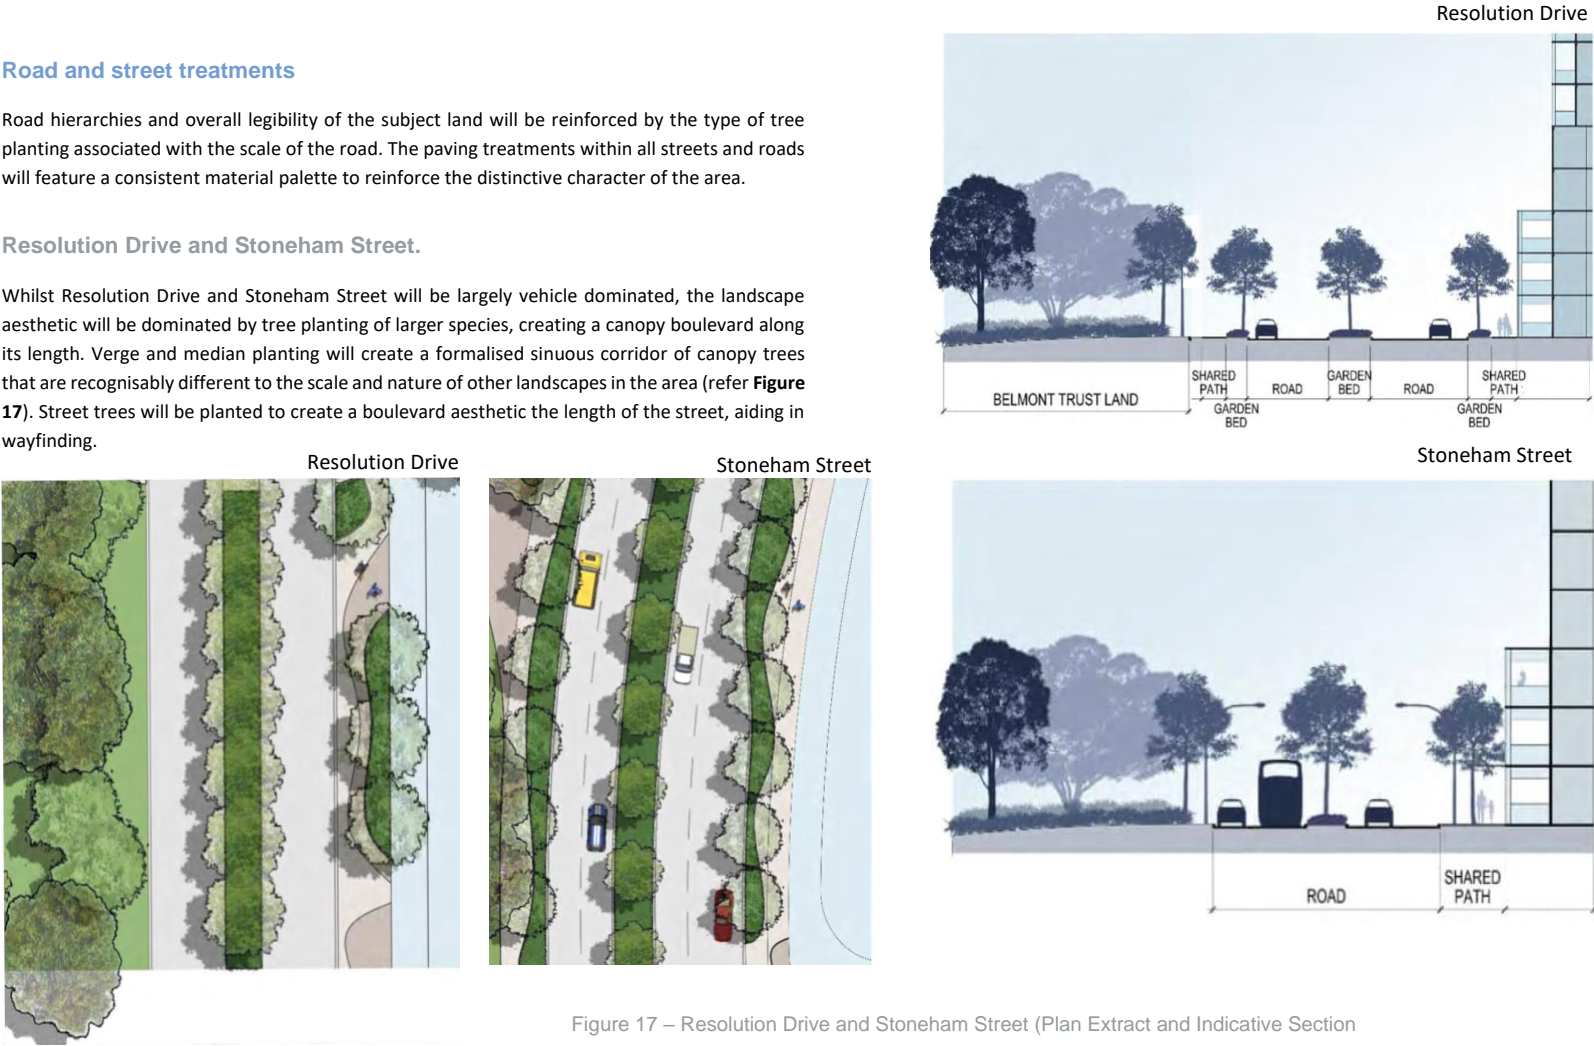 Road and street treatments
Road hierarchies and overall legibility of the subject land will be reinforced by the type of tree
planting associated with the scale of the road. The paving treatments within all streets and roads
will feature a consistent material palette to reinforce the distinctive character of the area.
Resolution Drive and Stoneham Street.
Whilst Resolution Drive and Stoneham Street will be largely vehicle dominated, the landscape
aesthetic will be dominated by tree planting of larger species, creating a canopy boulevard along
its length. Verge and median planting will create a formalised sinuous corridor of canopy trees
that are recognisably different to the scale and nature of other landscapes in the area (refer Figure
17). Street trees will be planted to create a boulevard aesthetic the length of the street, aiding in
wayfinding.
Resolution Drive
Stoneham Street
Resolution Drive
BELMONT TRUST LAND
SHARED
PATH
GARDEN
BED
ROAD
GARDEN
BED
ROAD
GARDEN
BED
SHARED
PATH
Stoneham Street
ROAD
SHARED
PATH
Figure 17 – Resolution Drive and Stoneham Street (Plan Extract and Indicative Section